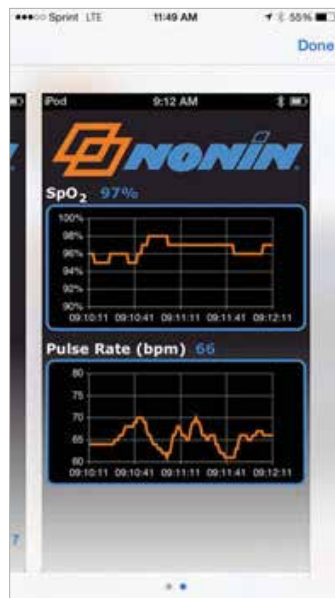 Sprint LTE 11:49 AM 55%
Done
iPod 9:12 AM
NONIN
SpO2 97%
100%
98%
96%
94%
92%
90%
09:10:11 09:10:41 09:11:11 09:11:41 09:12:11
Pulse Rate (bpm) 66
80
75
70
65
60
09:10:11 09:10:41 09:11:11 09:11:41 09:12:11
7